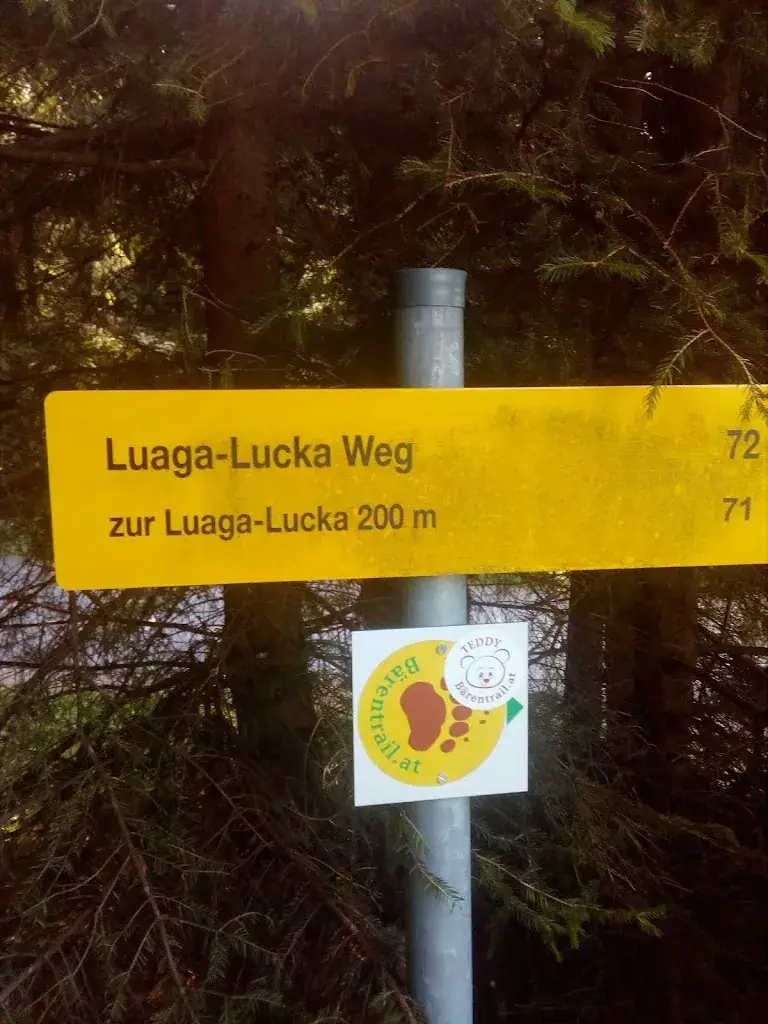 Luaga-Lucka Weg 72
zur Luaga-Lucka 200 m 71
TEDDY
Bärentrail.at
Bärentrail.at